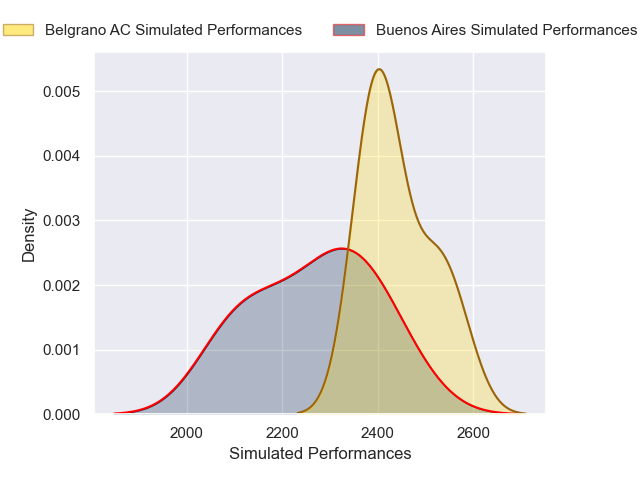 Belgrano AC Simulated Performances
Buenos Aires Simulated Performances
Density
0.005
0.004
0.003
0.002
0.001
0.000
2000
2200
2400
2600
Simulated Performances